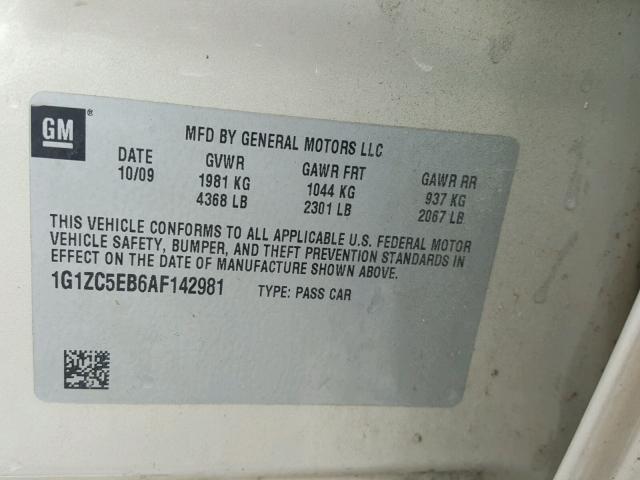 GM ®
MFD BY GENERAL MOTORS LLC
DATE GVWR GAWR FRT GAWR RR
10/09 1981 KG 1044 KG 937 KG
4368 LB 2301 LB 2067 LB
THIS VEHICLE CONFORMS TO ALL APPLICABLE U.S. FEDERAL MOTOR
VEHICLE SAFETY, BUMPER, AND THEFT PREVENTION STANDARDS IN
EFFECT ON THE DATE OF MANUFACTURE SHOWN ABOVE.
1G1ZC5EB6AF142981 TYPE: PASS CAR